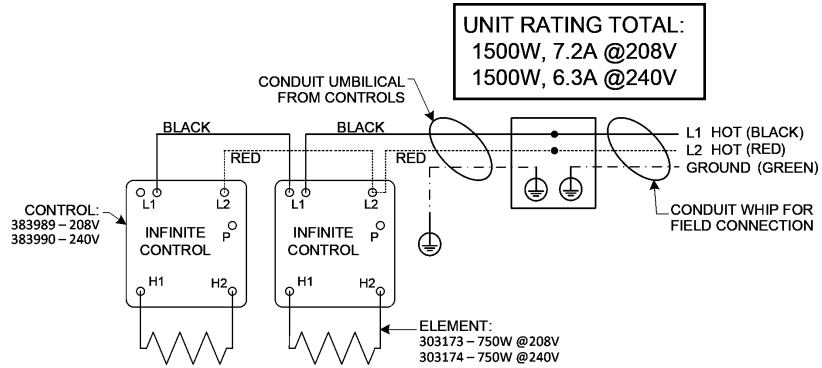 UNIT RATING TOTAL:
1500W, 7.2A @208V
1500W, 6.3A @240V
CONDUIT UMBILICAL
FROM CONTROLS
BLACK
BLACK
L1 HOT (BLACK)
RED
RED
L2 HOT (RED)
GROUND (GREEN)
CONTROL:
383989 – 208V
383990 – 240V
L1
L2
INFINITE
CONTROL
P
H1
H2
L1
L2
INFINITE
CONTROL
P
H1
H2
CONDUIT WHIP FOR
FIELD CONNECTION
ELEMENT:
303173 – 750W @208V
303174 – 750W @240V